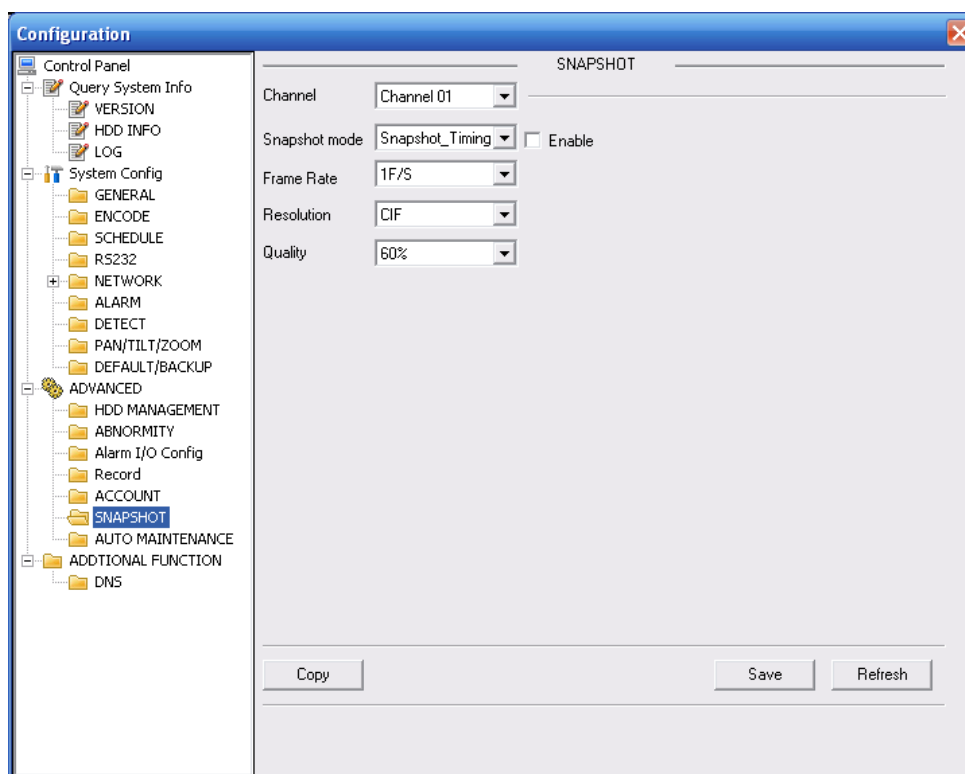 Configuration
Control Panel
Query System Info
VERSION
HDD INFO
LOG
System Config
GENERAL
ENCODE
SCHEDULE
RS232
NETWORK
ALARM
DETECT
PAN/TILT/ZOOM
DEFAULT/BACKUP
ADVANCED
HDD MANAGEMENT
ABNORMITY
Alarm I/O Config
Record
ACCOUNT
SNAPSHOT
AUTO MAINTENANCE
ADDTIONAL FUNCTION
DNS
SNAPSHOT
Channel Channel 01
Snapshot mode Snapshot_Timing Enable
Frame Rate 1F/S
Resolution CIF
Quality 60%
Copy Save Refresh